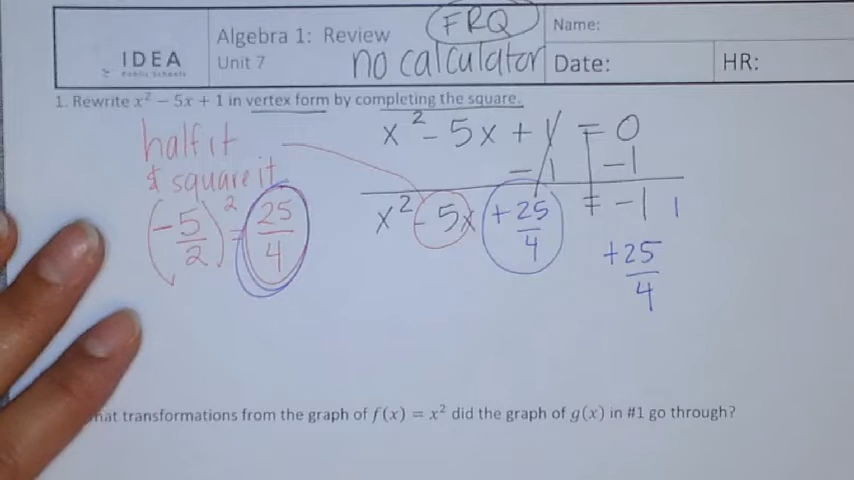 IDEA
Public Schools
Algebra 1: Review
Unit 7
FRQ
no calculator
Name:
Date:
HR:
1. Rewrite x² − 5x + 1 in vertex form by completing the square.
half it
& square it
(-5/2)² = 25/4
x² - 5x + 1 = 0
- 1 - 1
x² - 5x + 25/4 = -1
+ 25/4
hat transformations from the graph of f(x) = x² did the graph of g(x) in #1 go through?